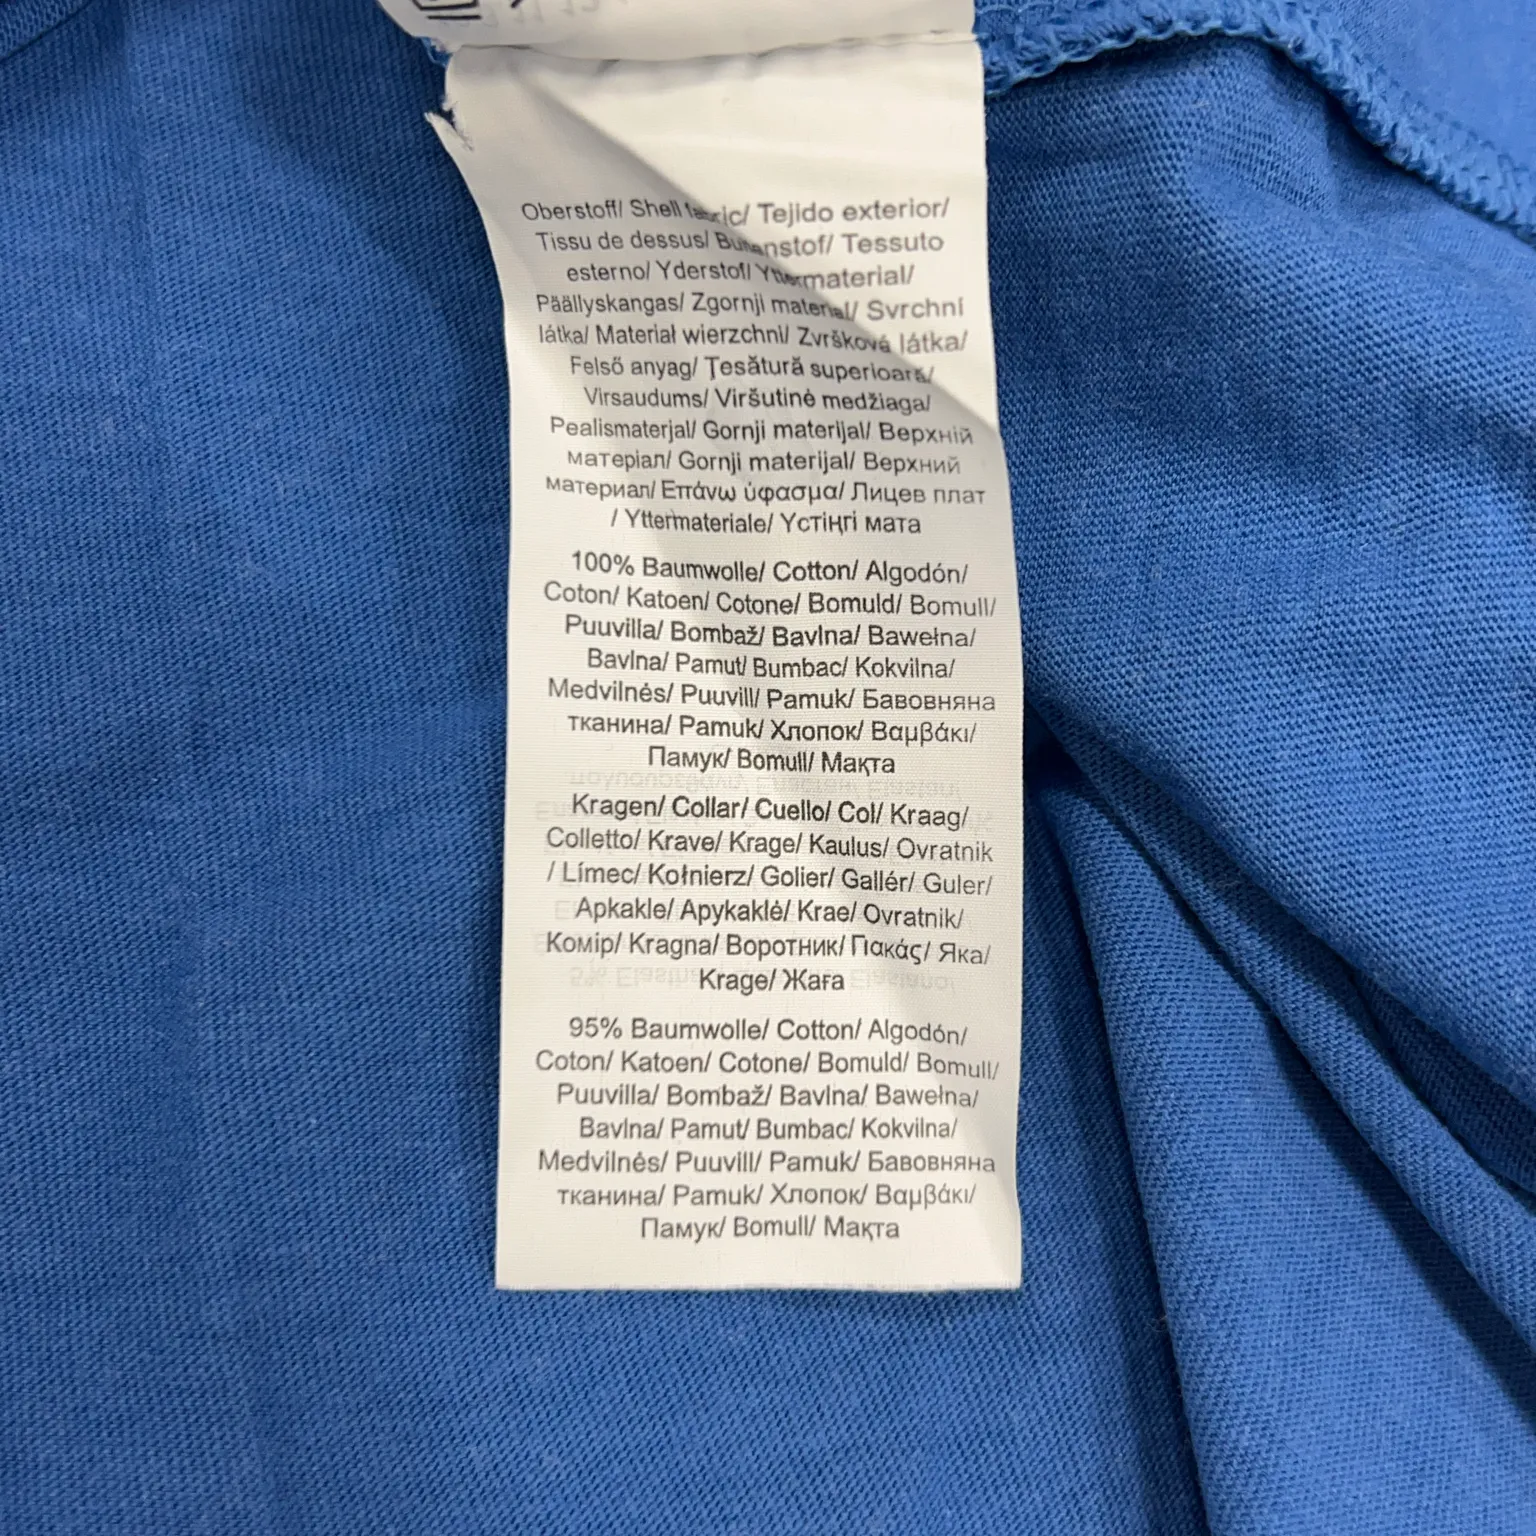 Oberstoff/ Shell fabric/ Tejido exterior/
Tissu de dessus/ Buitenstof/ Tessuto
esterno/ Yderstof/ Yttermaterial/
Päällyskangas/ Zgornji material/ Svrchní
látka/ Materiał wierzchni/ Zvršková látka/
Felső anyag/ Țesătură superioară/
Virsaudums/ Viršutinė medžiaga/
Pealismaterjal/ Gornji materijal/ Верхній
матеріал/ Gornji materijal/ Верхний
материал/ Επάνω ύφασμα/ Лицев плат
/ Yttermateriale/ Үстіңгі мата
100% Baumwolle/ Cotton/ Algodón/
Coton/ Katoen/ Cotone/ Bomuld/ Bomull/
Puuvilla/ Bombaž/ Bavlna/ Bawełna/
Bavlna/ Pamut/ Bumbac/ Kokvilna/
Medvilnės/ Puuvill/ Pamuk/ Бавовняна
тканина/ Pamuk/ Хлопок/ Βαμβάκι/
Памук/ Bomull/ Мақта
Kragen/ Collar/ Cuello/ Col/ Kraag/
Colletto/ Krave/ Krage/ Kaulus/ Ovratnik
/ Límec/ Kołnierz/ Golier/ Gallér/ Guler/
Apkakle/ Apykaklė/ Krae/ Ovratnik/
Комір/ Kragna/ Воротник/ Γιακάς/ Яка/
Krage/ Жаға
95% Baumwolle/ Cotton/ Algodón/
Coton/ Katoen/ Cotone/ Bomuld/ Bomull/
Puuvilla/ Bombaž/ Bavlna/ Bawełna/
Bavlna/ Pamut/ Bumbac/ Kokvilna/
Medvilnės/ Puuvill/ Pamuk/ Бавовняна
тканина/ Pamuk/ Хлопок/ Βαμβάκι/
Памук/ Bomull/ Мақта